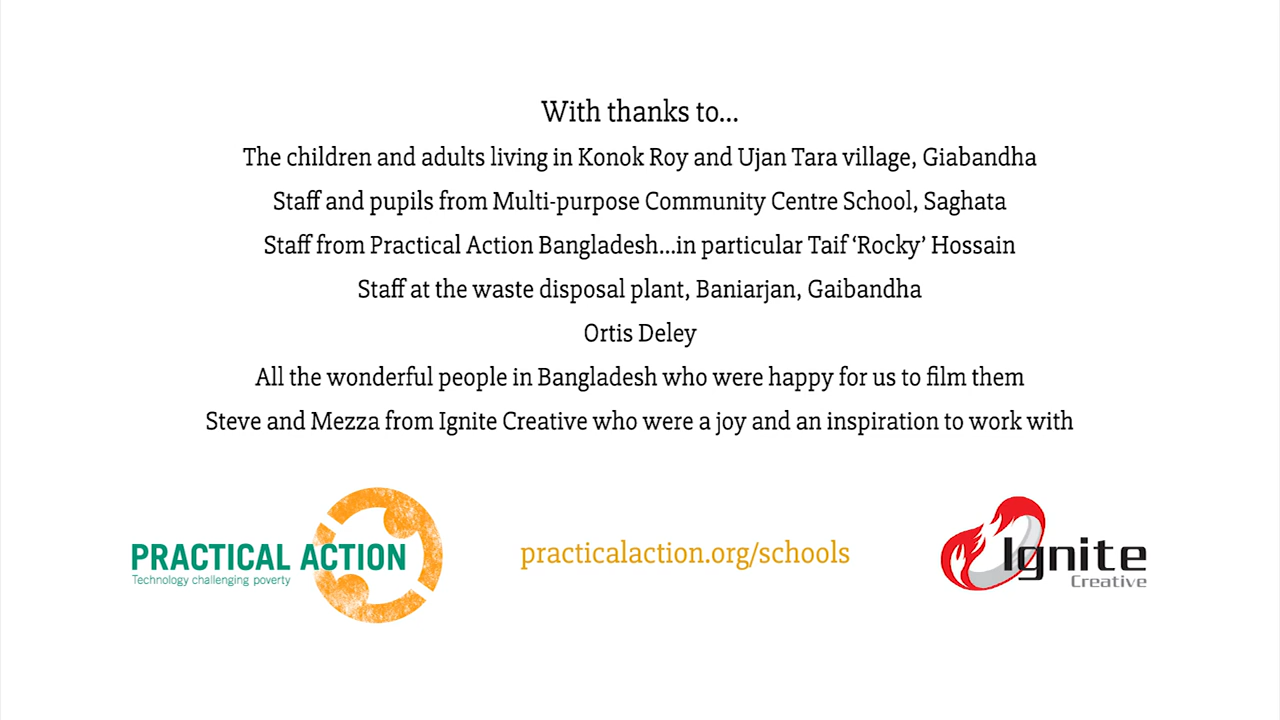 With thanks to...
The children and adults living in Konok Roy and Ujan Tara village, Giabandha
Staff and pupils from Multi-purpose Community Centre School, Saghata
Staff from Practical Action Bangladesh...in particular Taif ‘Rocky’ Hossain
Staff at the waste disposal plant, Baniarjan, Gaibandha
Ortis Deley
All the wonderful people in Bangladesh who were happy for us to film them
Steve and Mezza from Ignite Creative who were a joy and an inspiration to work with
PRACTICAL ACTION
Technology challenging poverty
practicalaction.org/schools
Ignite
Creative